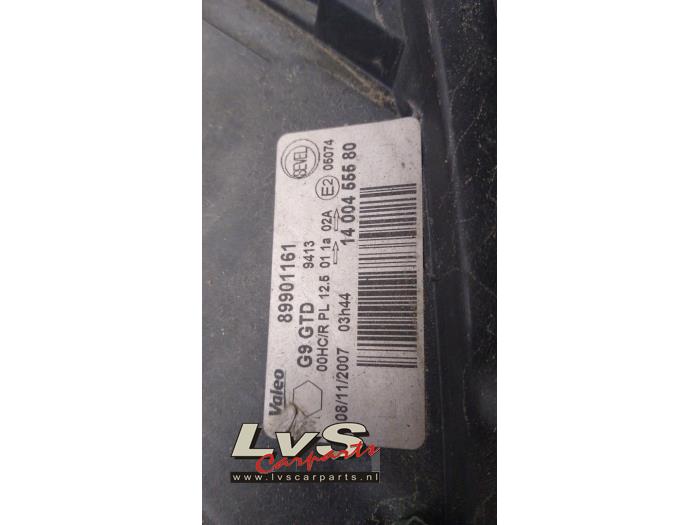 Valeo
89901161
SEVEL
G9 GTD 9413
E2 05074
00HC/R PL 12.5 01 1a 02A
08/11/2007 03h44 14 004 555 80
LvS
Carparts
www.lvscarparts.nl